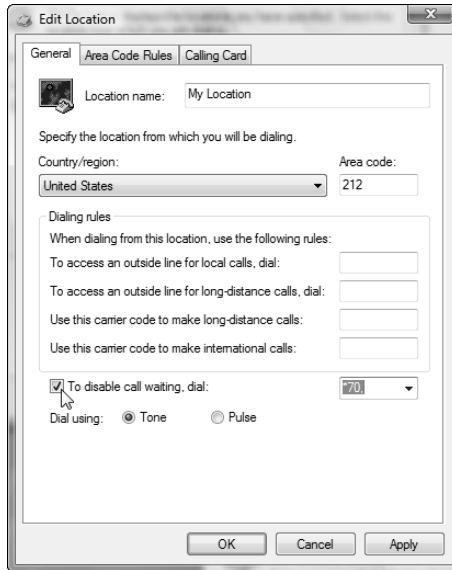 Edit Location
General Area Code Rules Calling Card
Location name: My Location
Specify the location from which you will be dialing.
Country/region: Area code:
United States 212
Dialing rules
When dialing from this location, use the following rules:
To access an outside line for local calls, dial:
To access an outside line for long-distance calls, dial:
Use this carrier code to make long-distance calls:
Use this carrier code to make international calls:
To disable call waiting, dial: *70,
Dial using: Tone Pulse
OK Cancel Apply